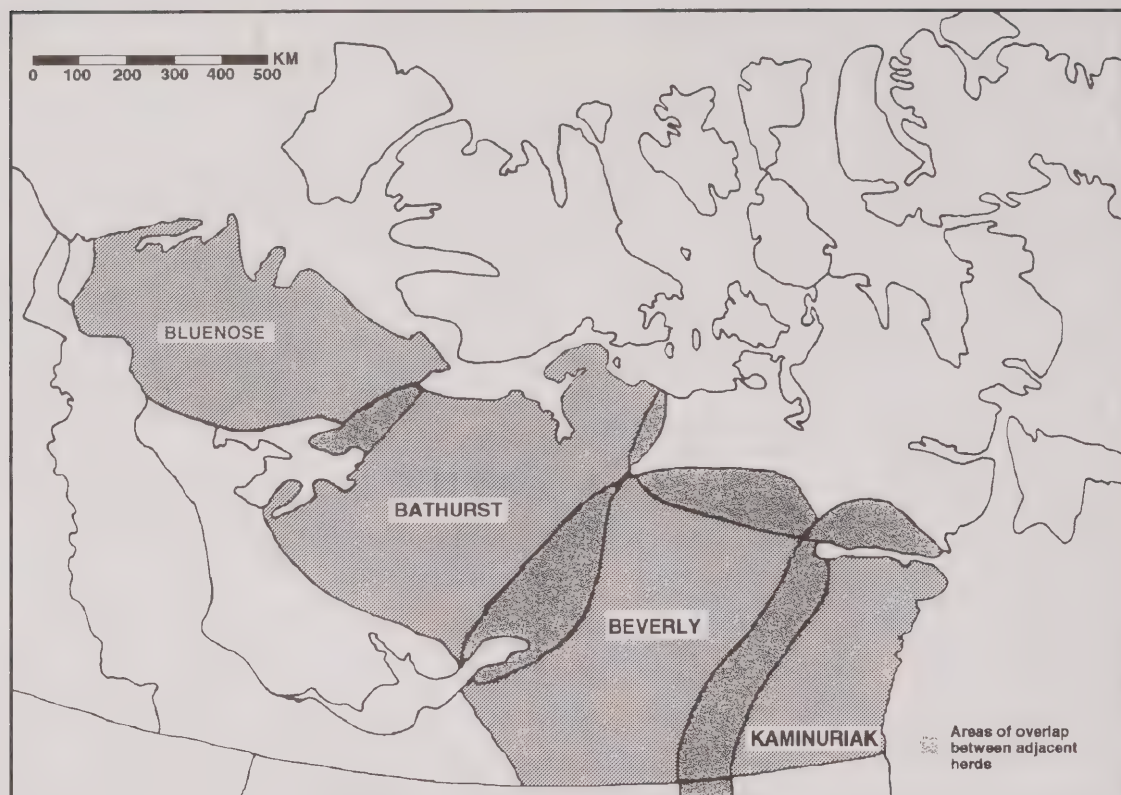 KM
0 100 200 300 400 500
BLUENOSE
BATHURST
BEVERLY
KAMINURIAK
Areas of overlap
between adjacent
herds